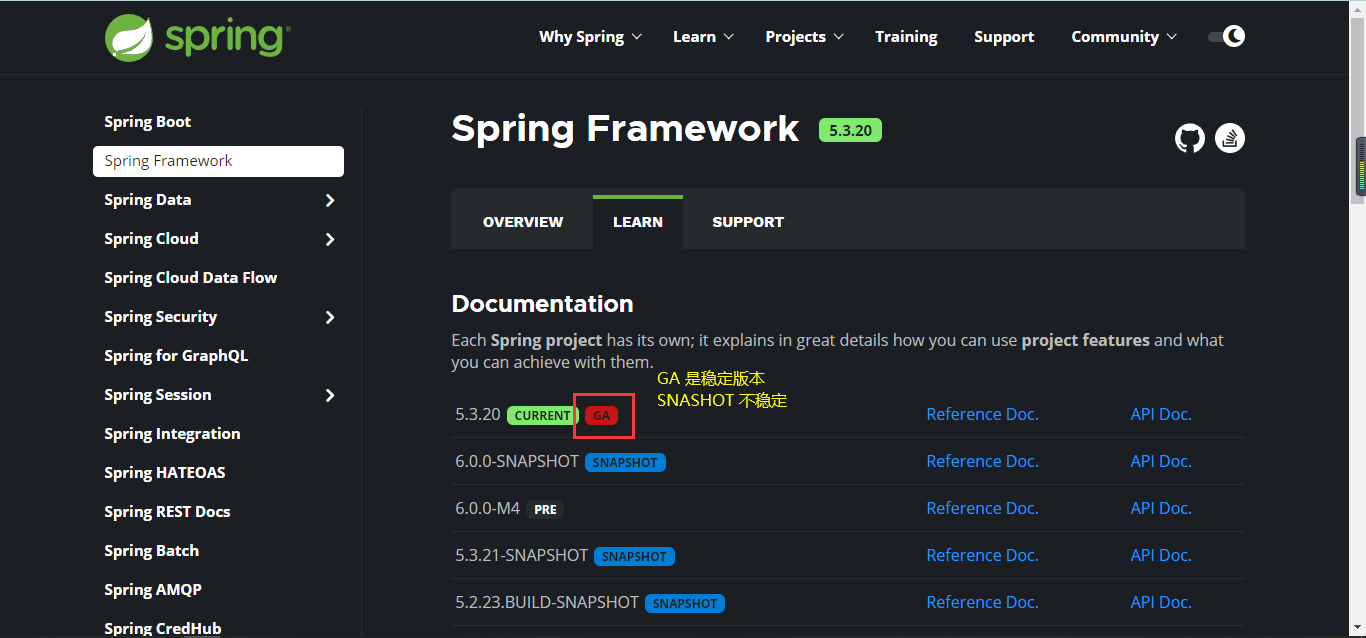 spring
Why Spring Learn Projects Training Support Community
Spring Boot
Spring Framework
Spring Data
Spring Cloud
Spring Cloud Data Flow
Spring Security
Spring for GraphQL
Spring Session
Spring Integration
Spring HATEOAS
Spring REST Docs
Spring Batch
Spring AMQP
Spring CredHub
Spring Framework 5.3.20
OVERVIEW LEARN SUPPORT
Documentation
Each Spring project has its own; it explains in great details how you can use project features and what
you can achieve with them.
GA 是稳定版本
SNASHOT 不稳定
5.3.20 CURRENT GA Reference Doc. API Doc.
6.0.0-SNAPSHOT SNAPSHOT Reference Doc. API Doc.
6.0.0-M4 PRE Reference Doc. API Doc.
5.3.21-SNAPSHOT SNAPSHOT Reference Doc. API Doc.
5.2.23.BUILD-SNAPSHOT SNAPSHOT Reference Doc. API Doc.